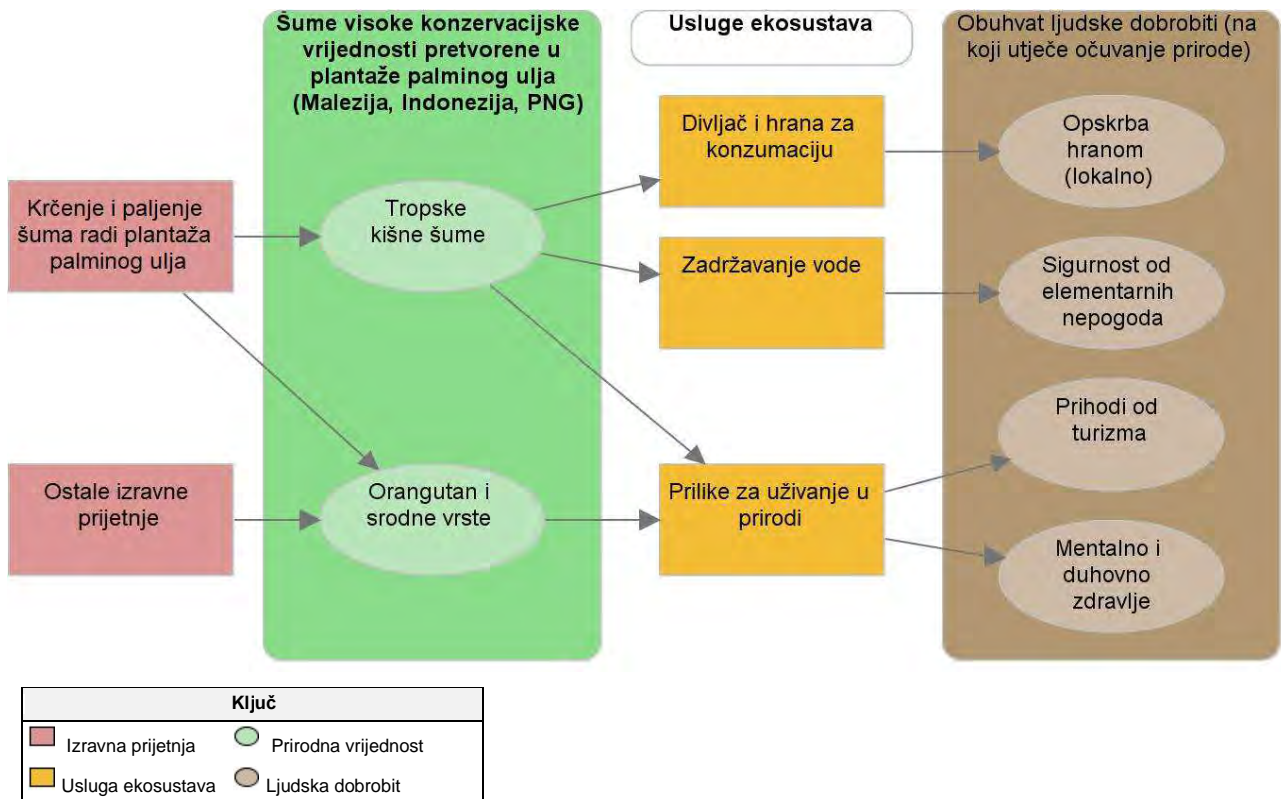 Šume visoke konzervacijske
vrijednosti pretvorene u
plantaže palminog ulja
(Malezija, Indonezija, PNG)
Usluge ekosustava
Obuhvat ljudske dobrobiti (na
koji utječe očuvanje prirode)
Krčenje i paljenje
šuma radi plantaža
palminog ulja
Tropske
kišne šume
Divljač i hrana za
konzumaciju
Opskrba
hranom
(lokalno)
Zadržavanje vode
Sigurnost od
elementarnih
nepogoda
Prihodi od
turizma
Ostale izravne
prijetnje
Orangutan i
srodne vrste
Prilike za uživanje u
prirodi
Mentalno i
duhovno
zdravlje
Ključ
Izravna prijetnja
Prirodna vrijednost
Usluga ekosustava
Ljudska dobrobit